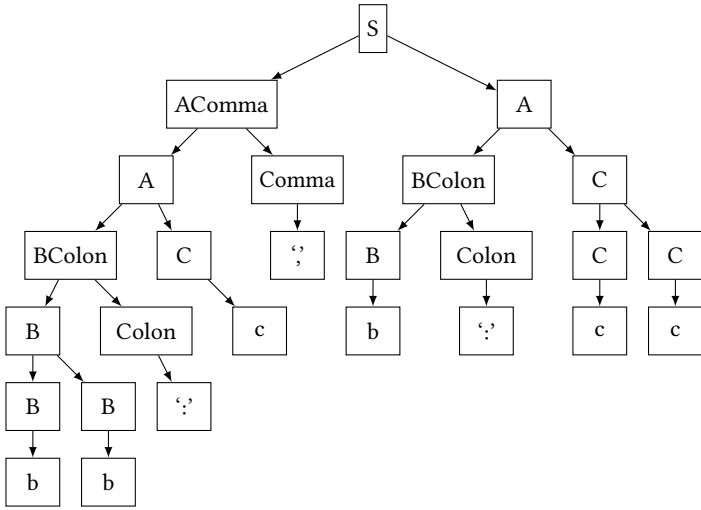 S
AComma A
A Comma BColon C
BColon C ‘,’ B Colon C C
B Colon c b ‘:’ c c
B B ‘:’
b b